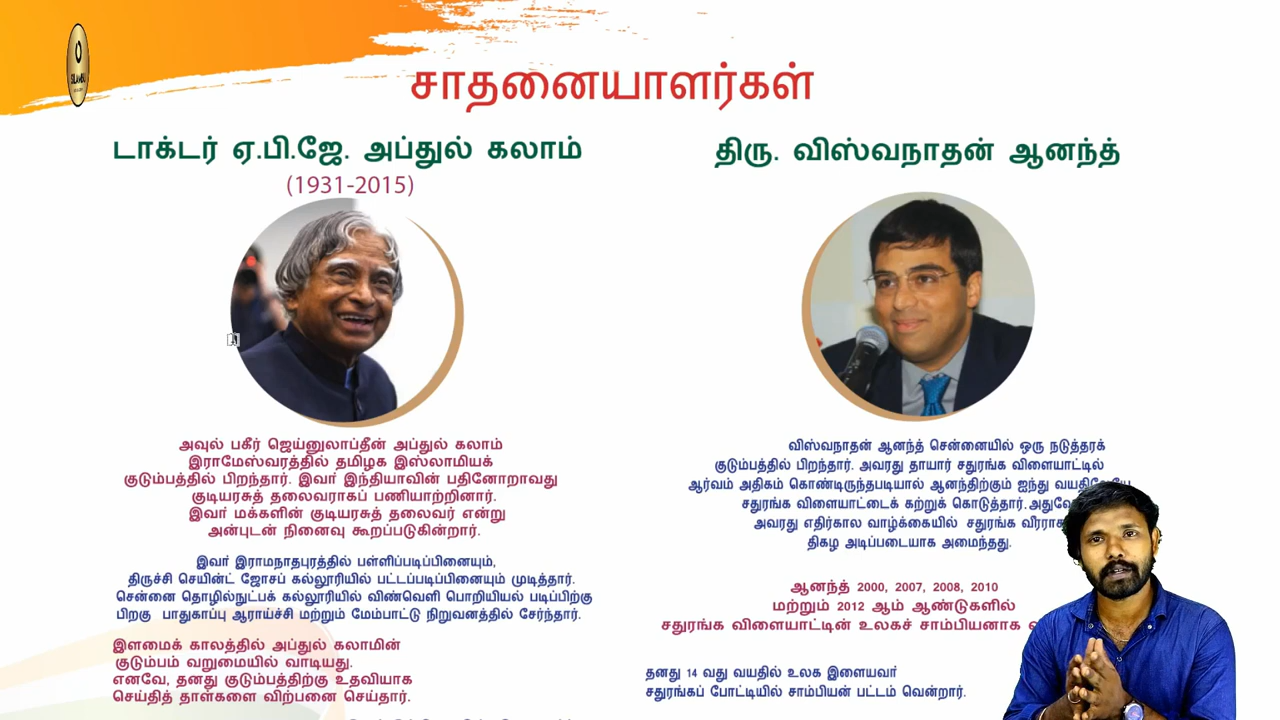 SILAMBU
சாதனையாளர்கள்
டாக்டர் ஏ.பி.ஜே. அப்துல் கலாம்
(1931-2015)
அவுல் பகீர் ஜெய்னுலாப்தீன் அப்துல் கலாம்
இராமேஸ்வரத்தில் தமிழக இஸ்லாமியக்
குடும்பத்தில் பிறந்தார். இவர் இந்தியாவின் பதினோறாவது
குடியரசுத் தலைவராகப் பணியாற்றினார்.
இவர் மக்களின் குடியரசுத் தலைவர் என்று
அன்புடன் நினைவு கூறப்படுகின்றார்.
இவர் இராமநாதபுரத்தில் பள்ளிப்படிப்பினையும்,
திருச்சி செயின்ட் ஜோசப் கல்லூரியில் பட்டப்படிப்பினையும் முடித்தார்.
சென்னை தொழில்நுட்பக் கல்லூரியில் விண்வெளி பொறியியல் படிப்பிற்கு
பிறகு பாதுகாப்பு ஆராய்ச்சி மற்றும் மேம்பாட்டு நிறுவனத்தில் சேர்ந்தார்.
இளமைக் காலத்தில் அப்துல் கலாமின்
குடும்பம் வறுமையில் வாடியது.
எனவே, தனது குடும்பத்திற்கு உதவியாக
செய்தித் தாள்களை விற்பனை செய்தார்.
திரு. விஸ்வநாதன் ஆனந்த்
விஸ்வநாதன் ஆனந்த் சென்னையில் ஒரு நடுத்தரக்
குடும்பத்தில் பிறந்தார். அவரது தாயார் சதுரங்க விளையாட்டில்
ஆர்வம் அதிகம் கொண்டிருந்தபடியால் ஆனந்திற்கும் ஐந்து
சதுரங்க விளையாட்டைக் கற்றுக் கொடுத்தார்.
அவரது எதிர்கால வாழ்க்கையில் சதுரங்க
திகழ அடிப்படையாக அமைந்தது.
ஆனந்த் 2000, 2007, 2008, 2010
மற்றும் 2012 ஆம் ஆண்டுகளில்
சதுரங்க விளையாட்டின் உலகச் சாம்பியனாக
தனது 14 வது வயதில் உலக இளையவர்
சதுரங்கப் போட்டியில் சாம்பியன் பட்டம் வென்றார்.